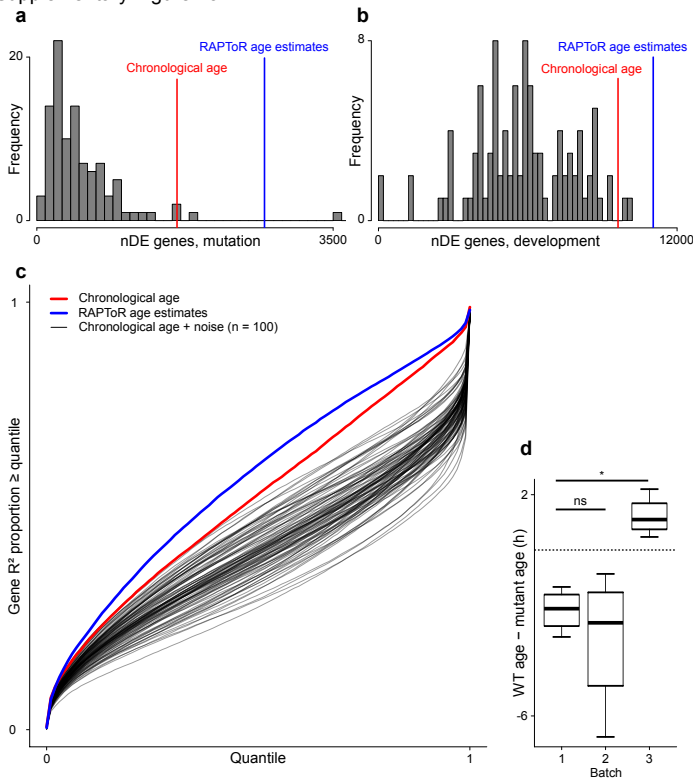 a
RAPToR age estimates
Chronological age
20
0
Frequency
0
3500
nDE genes, mutation
b
RAPToR age estimates
Chronological age
8
0
Frequency
0
12000
nDE genes, development
c
1
Chronological age
RAPToR age estimates
Chronological age + noise (n = 100)
Gene R² proportion ≥ quantile
0
0
Quantile
1
d
2
*
ns
WT age − mutant age (h)
-6
1
2
3
Batch